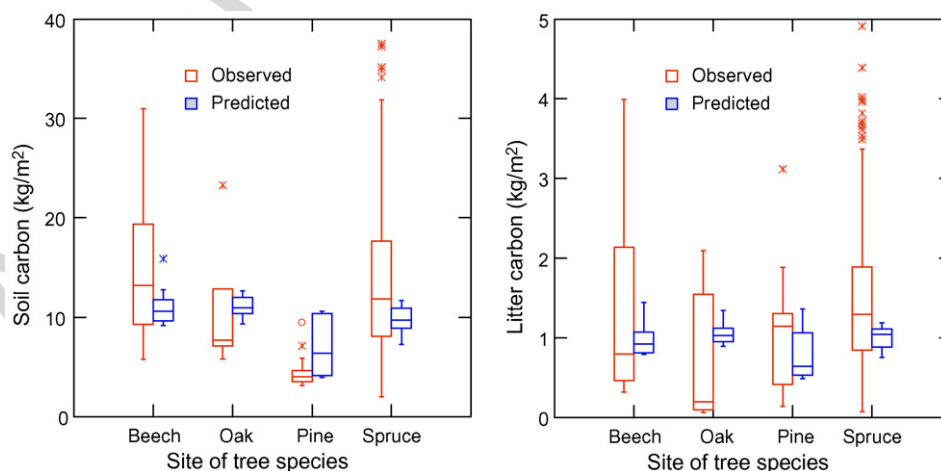 40
30
20
10
0
Soil carbon (kg/m²)
Observed
Predicted
Beech Oak Pine Spruce
Site of tree species
5
4
3
2
1
0
Litter carbon (kg/m²)
Observed
Predicted
Beech Oak Pine Spruce
Site of tree species